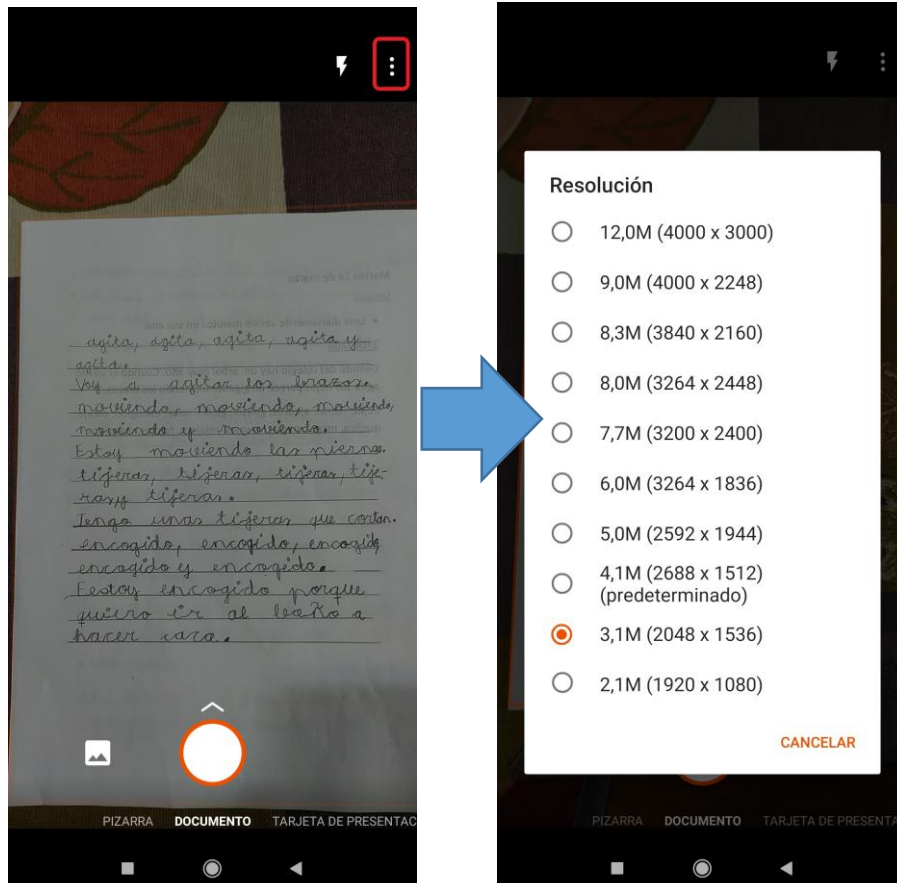 Martes 24 de marzo
agita, agita, agita, agita y
agita.
Voy a agitar los brazos.
moviendo, moviendo, moviendo,
moviendo y moviendo.
Estoy moviendo las pierna.
tijeras, tijeras, tijeras, tije-
ras, y tijeras.
Tengo unas tijeras que cortan.
encogido, encogido, encogido,
encogido y encogido.
Eestoy encogido porque
quiero ir al baño a
hacer caca.
PIZARRA DOCUMENTO TARJETA DE PRESENTAC
Resolución
12,0M (4000 x 3000)
9,0M (4000 x 2248)
8,3M (3840 x 2160)
8,0M (3264 x 2448)
7,7M (3200 x 2400)
6,0M (3264 x 1836)
5,0M (2592 x 1944)
4,1M (2688 x 1512)
(predeterminado)
3,1M (2048 x 1536)
2,1M (1920 x 1080)
CANCELAR
PIZARRA DOCUMENTO TARJETA DE PRESENTA